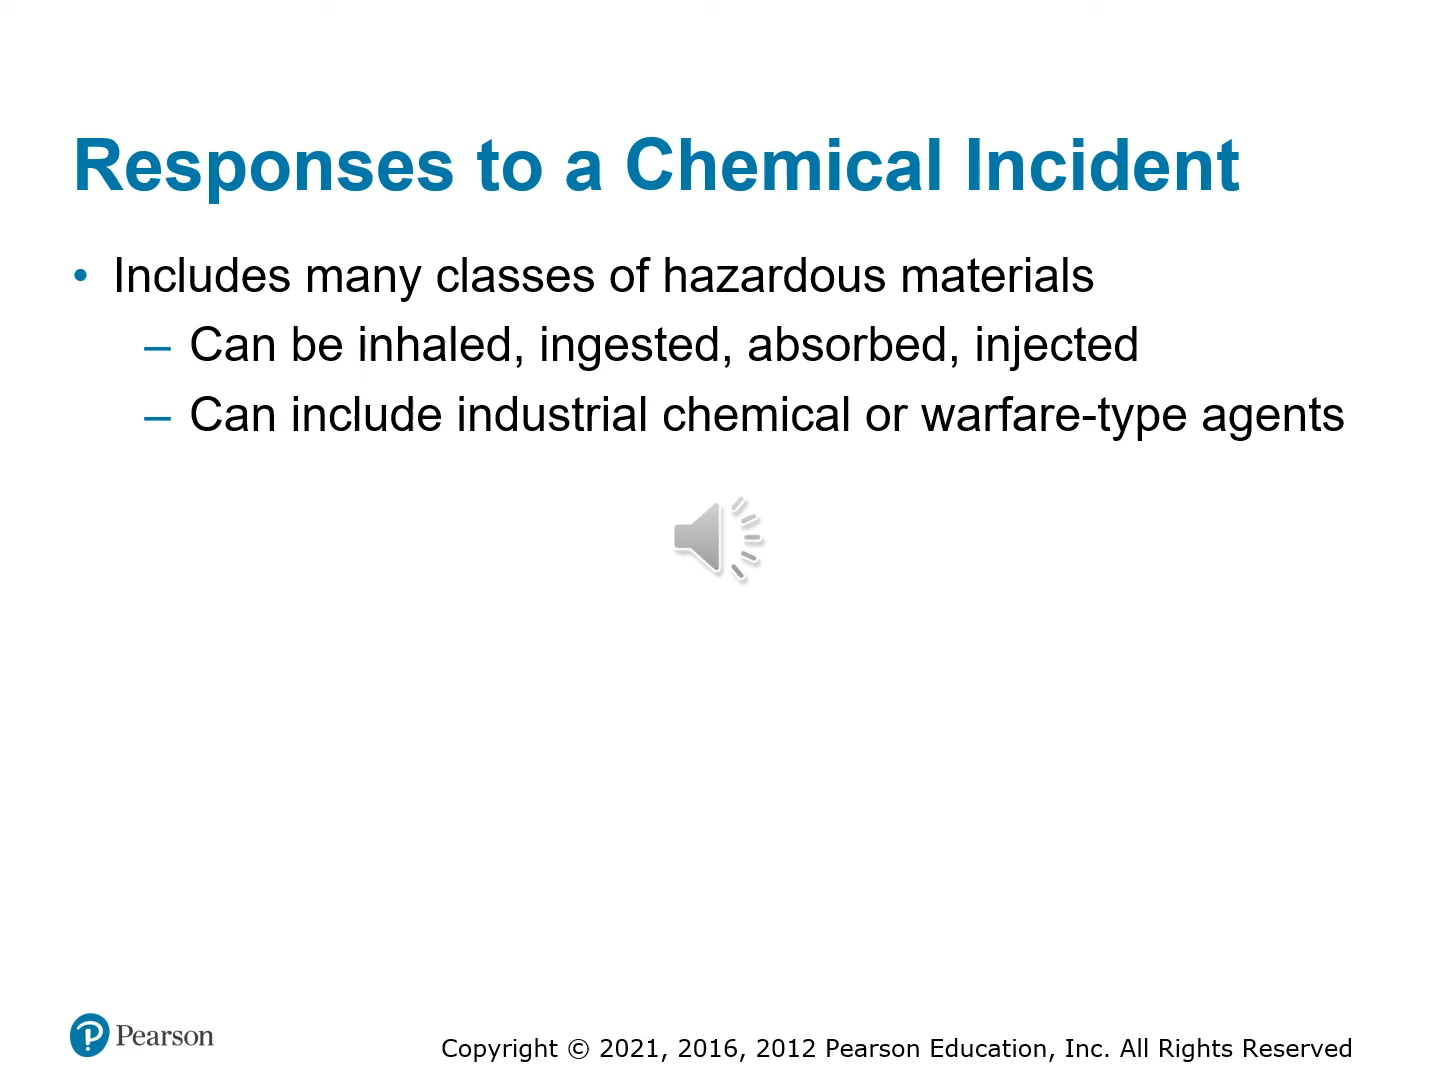 Responses to a Chemical Incident
• Includes many classes of hazardous materials
– Can be inhaled, ingested, absorbed, injected
– Can include industrial chemical or warfare-type agents
Pearson
Copyright © 2021, 2016, 2012 Pearson Education, Inc. All Rights Reserved